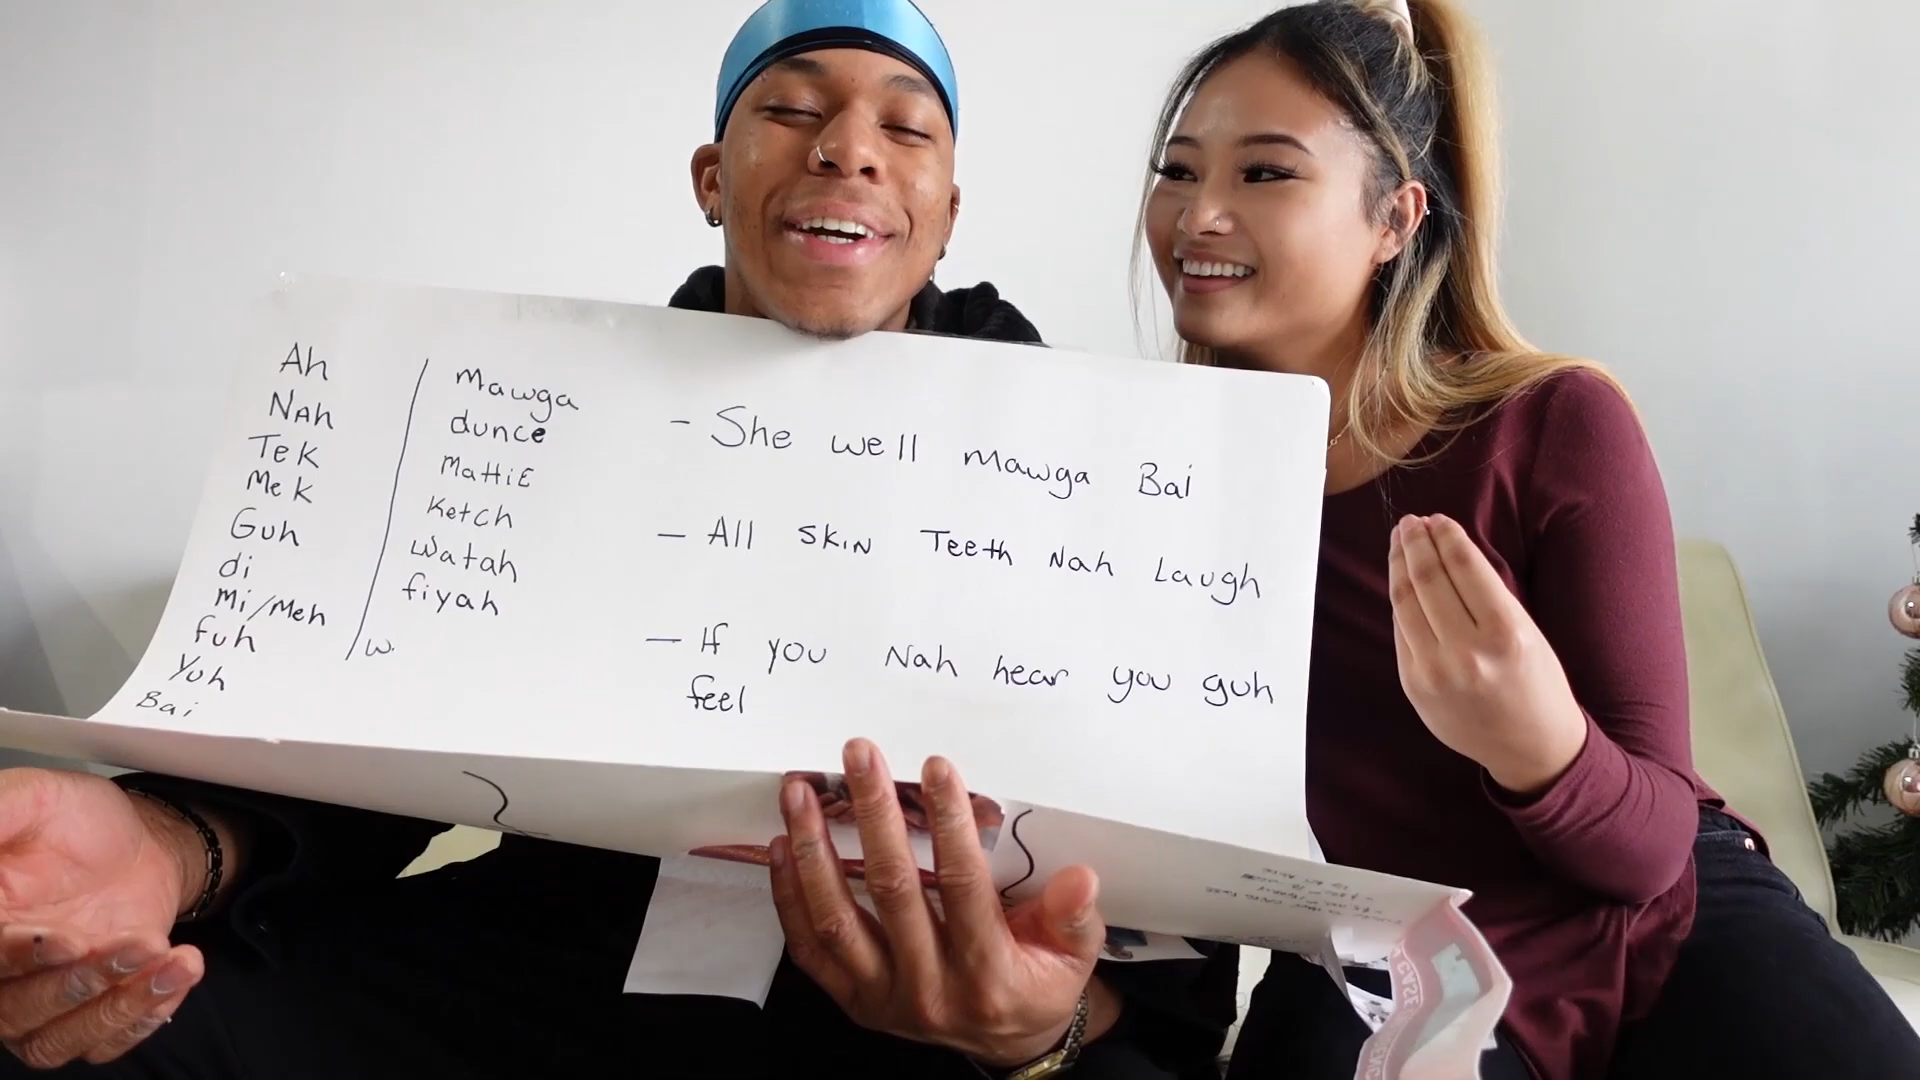 Ah
NAh
Tek
Mek
Guh
di
Mi/Meh
fuh
Yuh
Bai
Mawga
dunce
MattiE
Ketch
Watah
fiyah
W.
- She well mawga Bai
- All skin Teeth Nah Laugh
- If you Nah hear you guh
feel